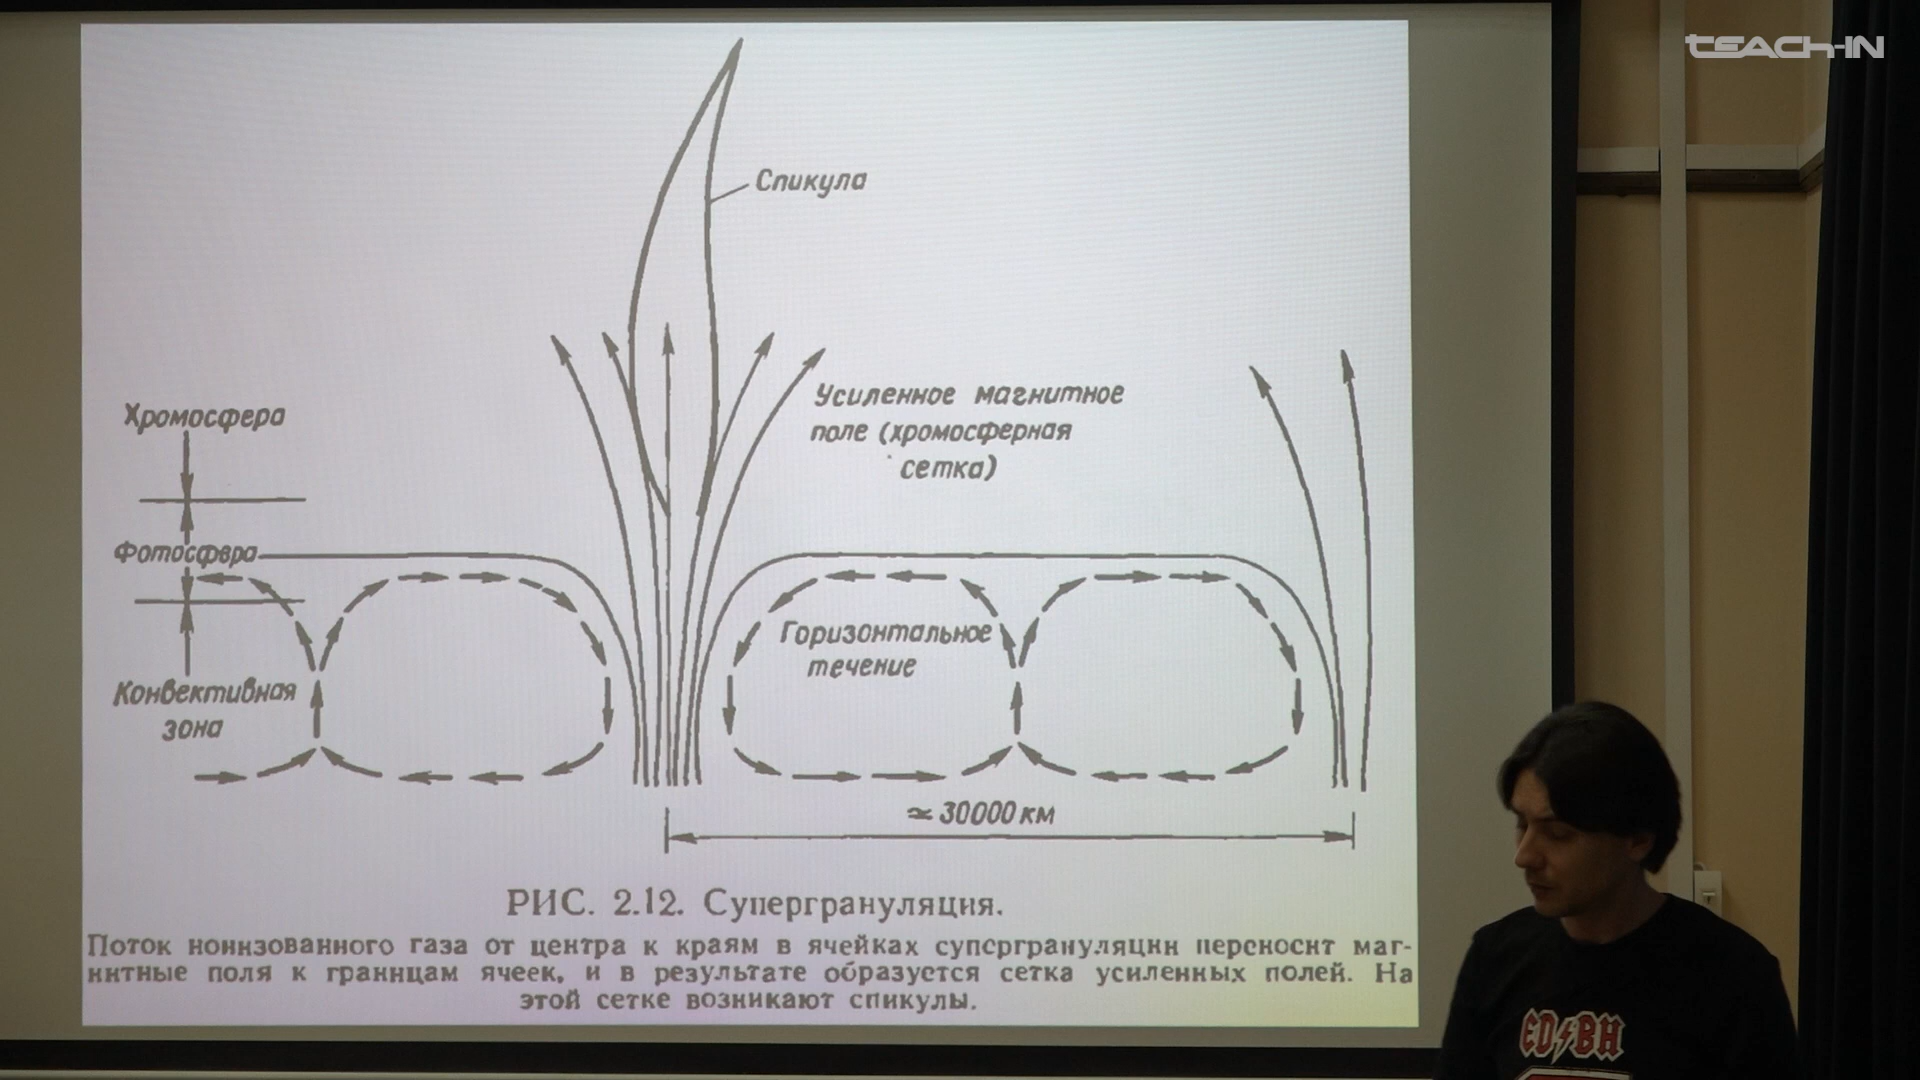 TEACH-IN
Спикула
Усиленное магнитное
поле (хромосферная
сетка)
Хромосфера
Фотосфера
Горизонтальное
течение
Конвективная
зона
≃ 30000 км
РИС. 2.12. Супергрануляция.
Поток ионизованного газа от центра к краям в ячейках супергрануляции переносит маг-
нитные поля к границам ячеек, и в результате образуется сетка усиленных полей. На
этой сетке возникают спикулы.
ED⚡BH